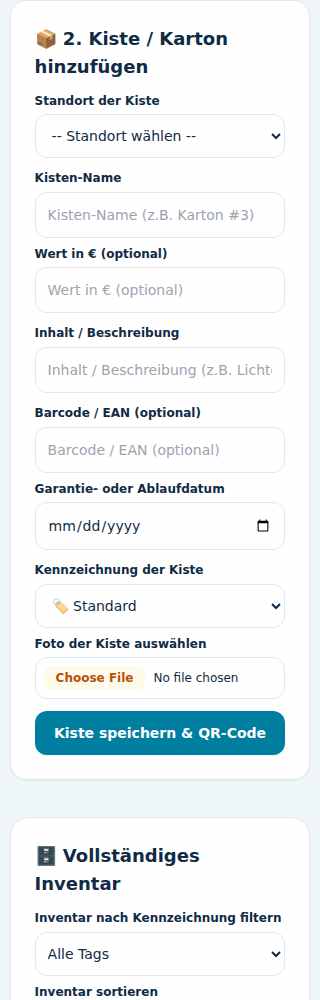 📦 2. Kiste / Karton
hinzufügen
Standort der Kiste
-- Standort wählen --
Kisten-Name
Kisten-Name (z.B. Karton #3)
Wert in € (optional)
Wert in € (optional)
Inhalt / Beschreibung
Inhalt / Beschreibung (z.B. Licht
Barcode / EAN (optional)
Barcode / EAN (optional)
Garantie- oder Ablaufdatum
mm/dd/yyyy
Kennzeichnung der Kiste
🏷️ Standard
Foto der Kiste auswählen
Choose File No file chosen
Kiste speichern & QR-Code
🗄️ Vollständiges
Inventar
Inventar nach Kennzeichnung filtern
Alle Tags
Inventar sortieren